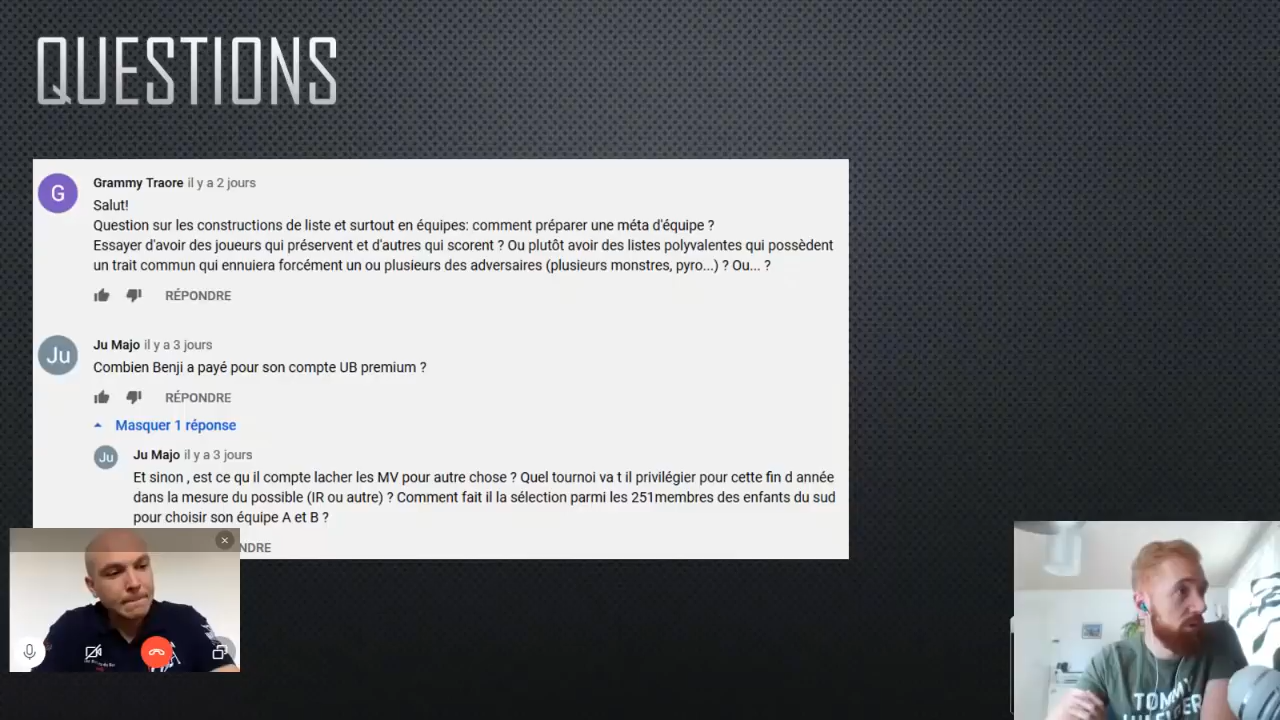 QUESTIONS
G
Grammy Traore il y a 2 jours
Salut!
Question sur les constructions de liste et surtout en équipes: comment préparer une méta d'équipe ?
Essayer d'avoir des joueurs qui préservent et d'autres qui scorent ? Ou plutôt avoir des listes polyvalentes qui possèdent
un trait commun qui ennuiera forcément un ou plusieurs des adversaires (plusieurs monstres, pyro...) ? Ou... ?
RÉPONDRE
Ju
Ju Majo il y a 3 jours
Combien Benji a payé pour son compte UB premium ?
RÉPONDRE
Masquer 1 réponse
Ju
Ju Majo il y a 3 jours
Et sinon , est ce qu il compte lacher les MV pour autre chose ? Quel tournoi va t il privilégier pour cette fin d année
dans la mesure du possible (IR ou autre) ? Comment fait il la sélection parmi les 251membres des enfants du sud
pour choisir son équipe A et B ?
NDRE
TOMMY